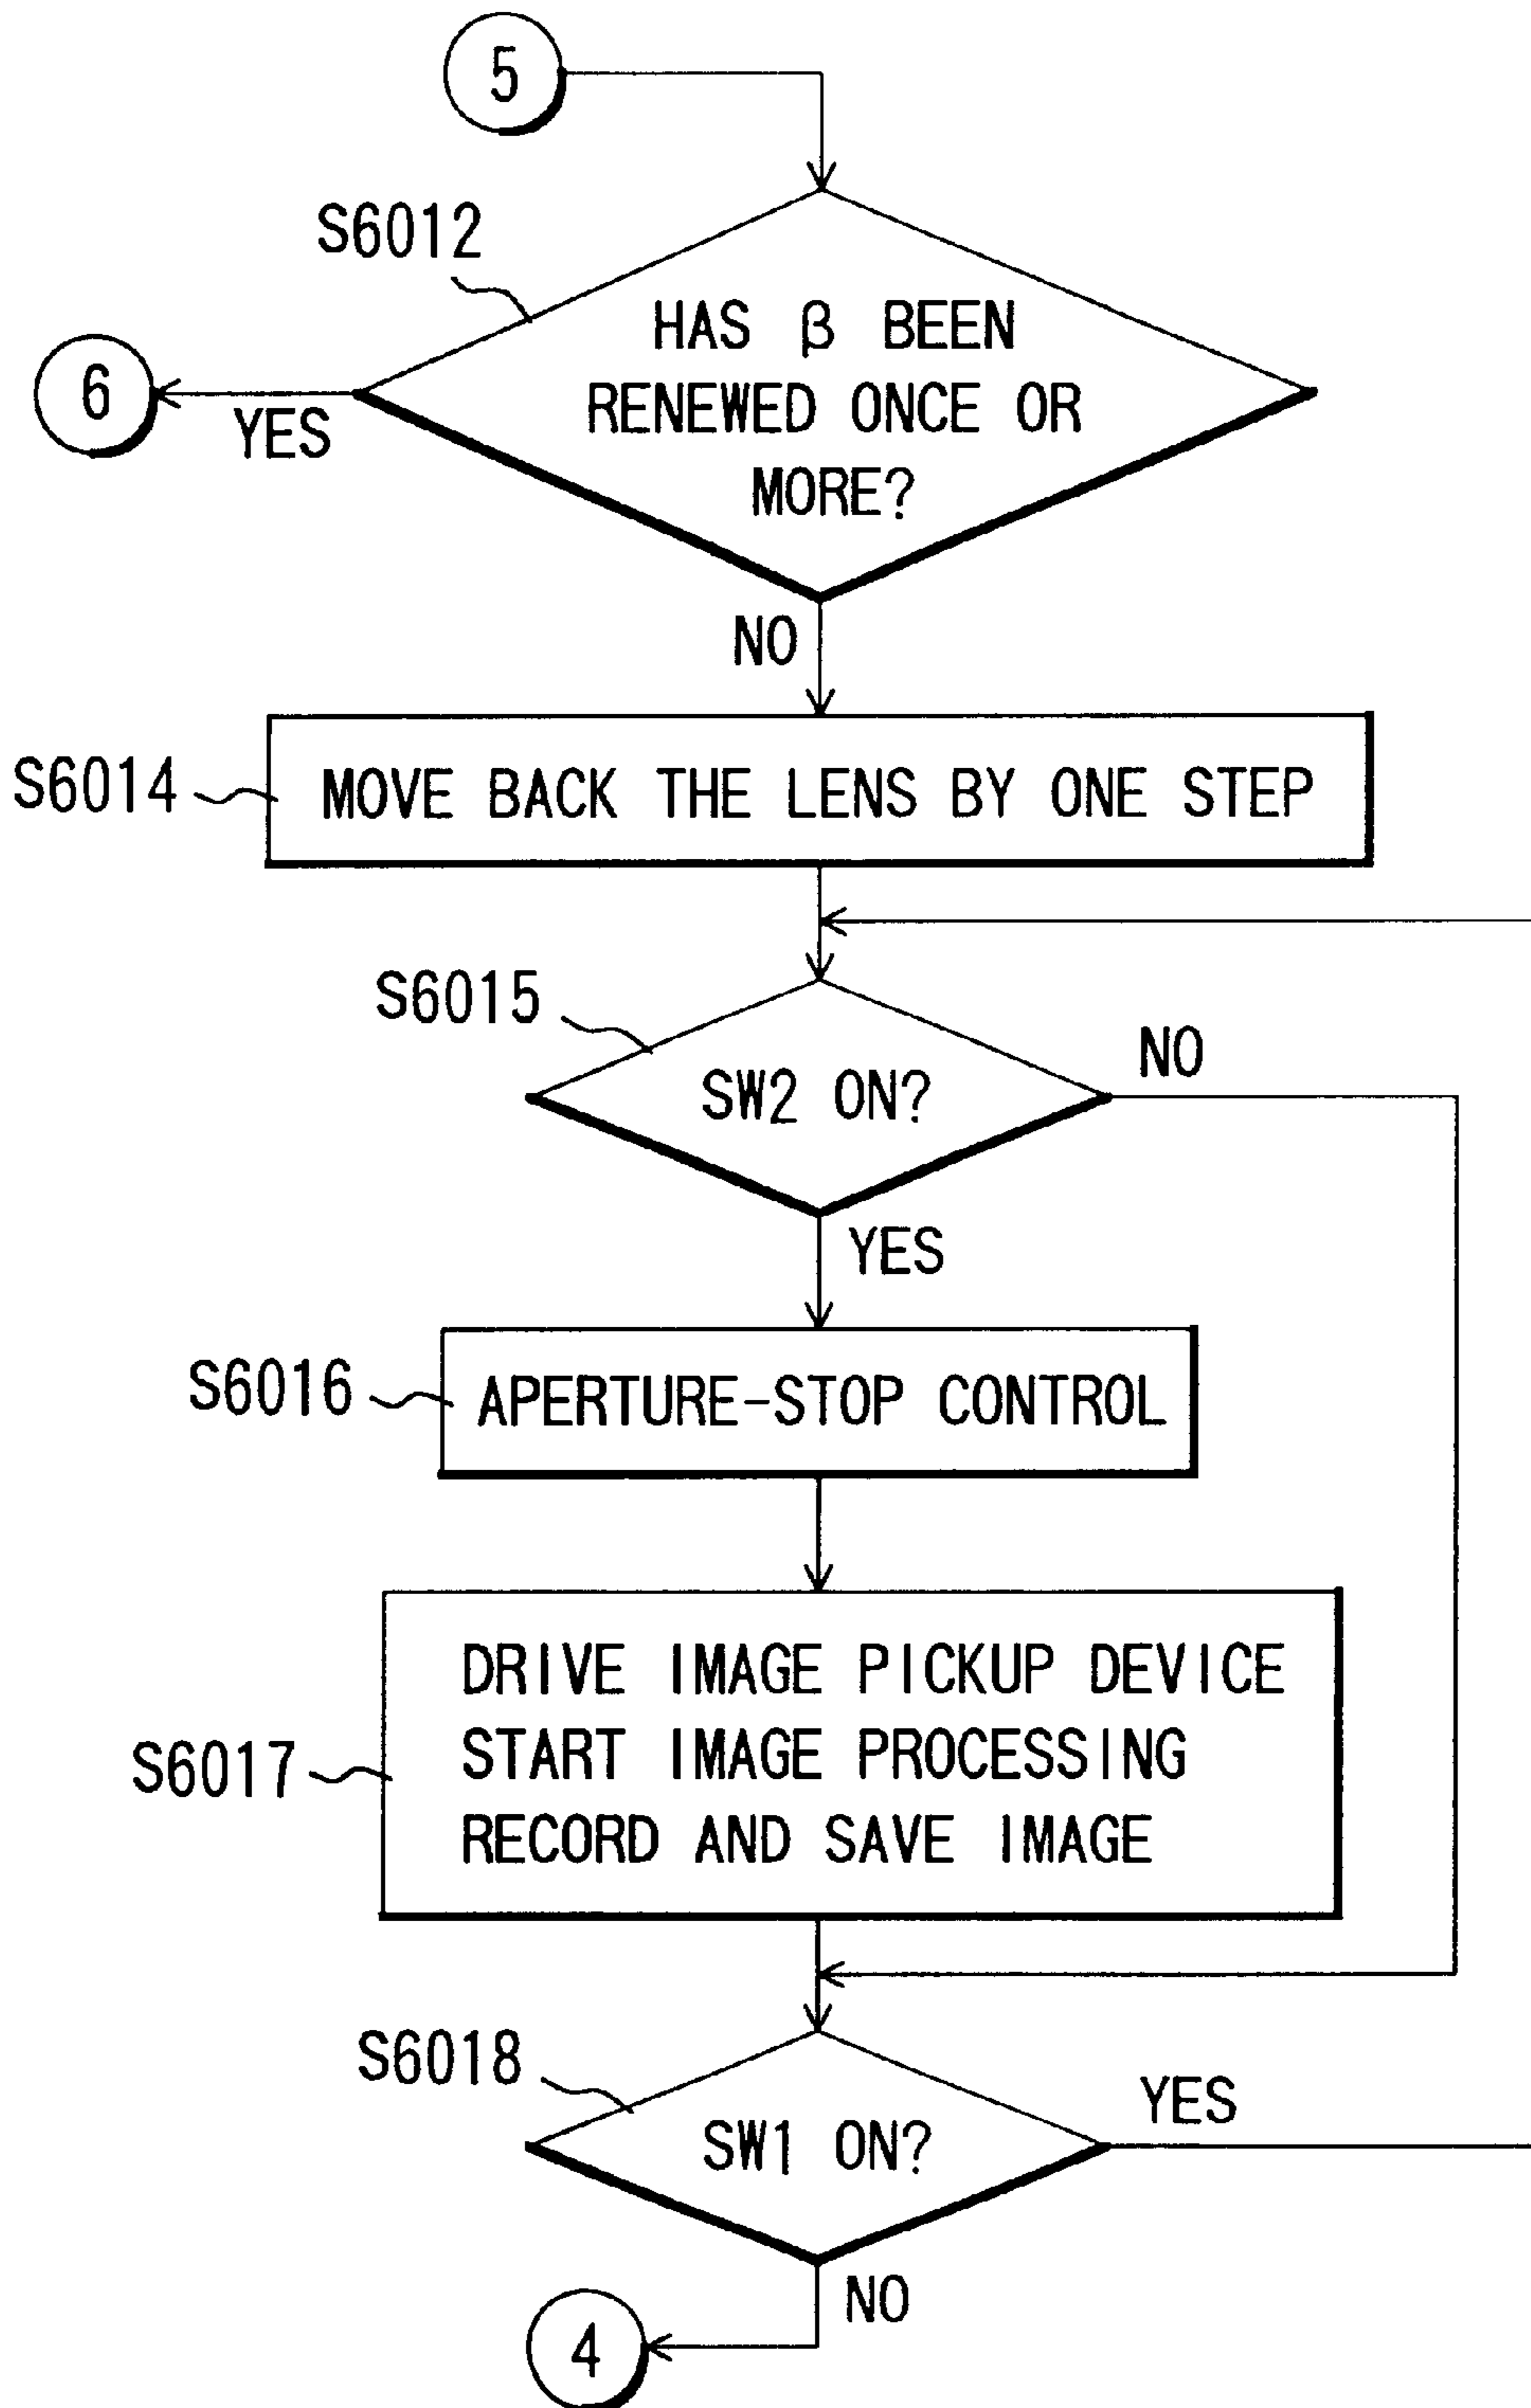 5
S6012
HAS β BEEN
RENEWED ONCE OR
MORE?
6
YES
NO
S6014
MOVE BACK THE LENS BY ONE STEP
S6015
SW2 ON?
NO
YES
S6016
APERTURE-STOP CONTROL
S6017
DRIVE IMAGE PICKUP DEVICE
START IMAGE PROCESSING
RECORD AND SAVE IMAGE
S6018
SW1 ON?
YES
NO
4